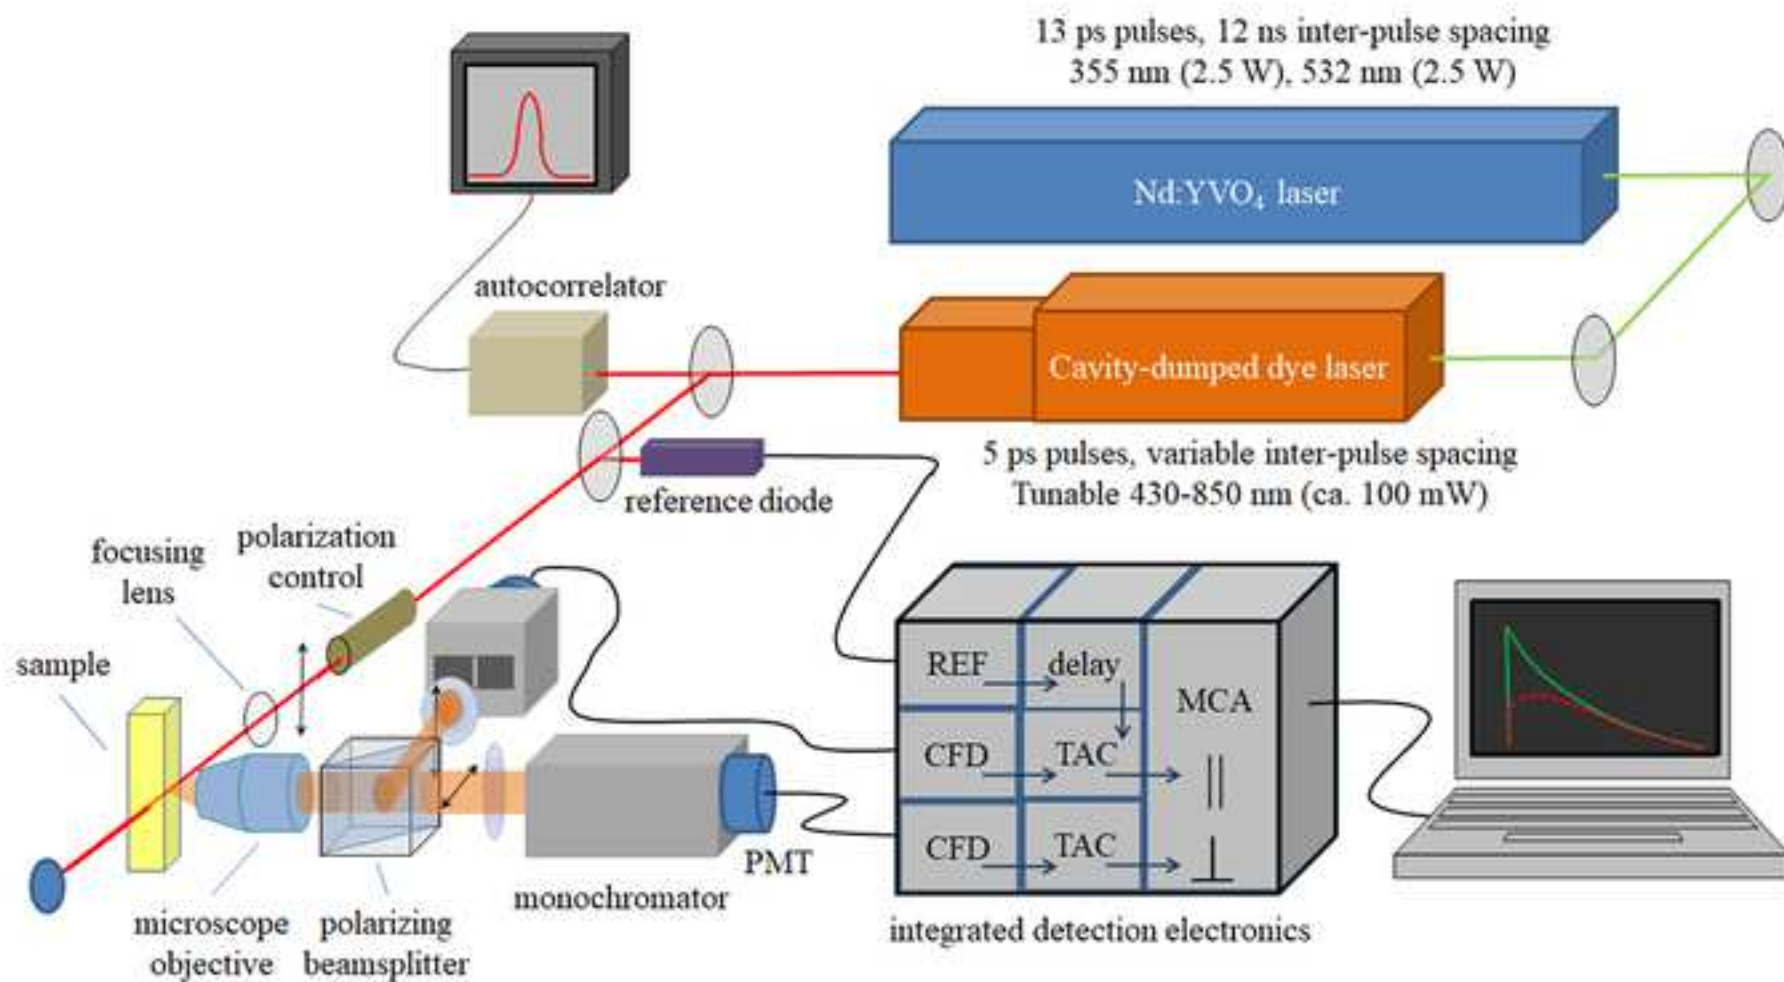 13 ps pulses, 12 ns inter-pulse spacing
355 nm (2.5 W), 532 nm (2.5 W)
Nd:YVO₄ laser
autocorrelator
Cavity-dumped dye laser
5 ps pulses, variable inter-pulse spacing
Tunable 430-850 nm (ca. 100 mW)
reference diode
polarization
control
focusing
lens
sample
REF
delay
MCA
CFD
TAC
||
CFD
TAC
⊥
PMT
monochromator
microscope
objective
polarizing
beamsplitter
integrated detection electronics